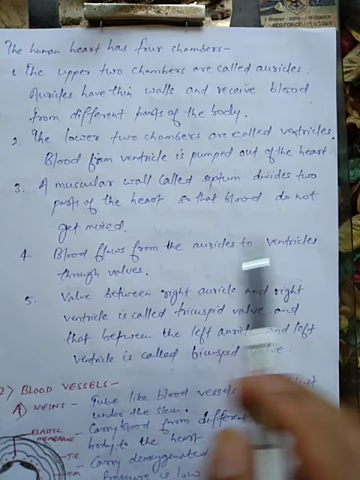 The human heart has four chambers-
1. The upper two chambers are called auricles.
Auricles have thin walls and receive blood
from different parts of the body.
2. The lower two chambers are called ventricles.
Blood from ventricle is pumped out of the heart.
3. A muscular wall called septum divides two
parts of the heart so that blood do not
get mixed.
4. Blood flows from the auricles to ventricles
through valves.
5. Valve between right auricle and right
ventricle is called tricuspid valve and
that between the left auricle and left
ventricle is called bicuspid valve.
2) BLOOD VESSELS-
A) VEINS - Tube like blood vessels
under the skin.
ELASTIC
MEMBRANE
- Carry blood from different
body to the heart
- Carry deoxygenated
Pressure is low